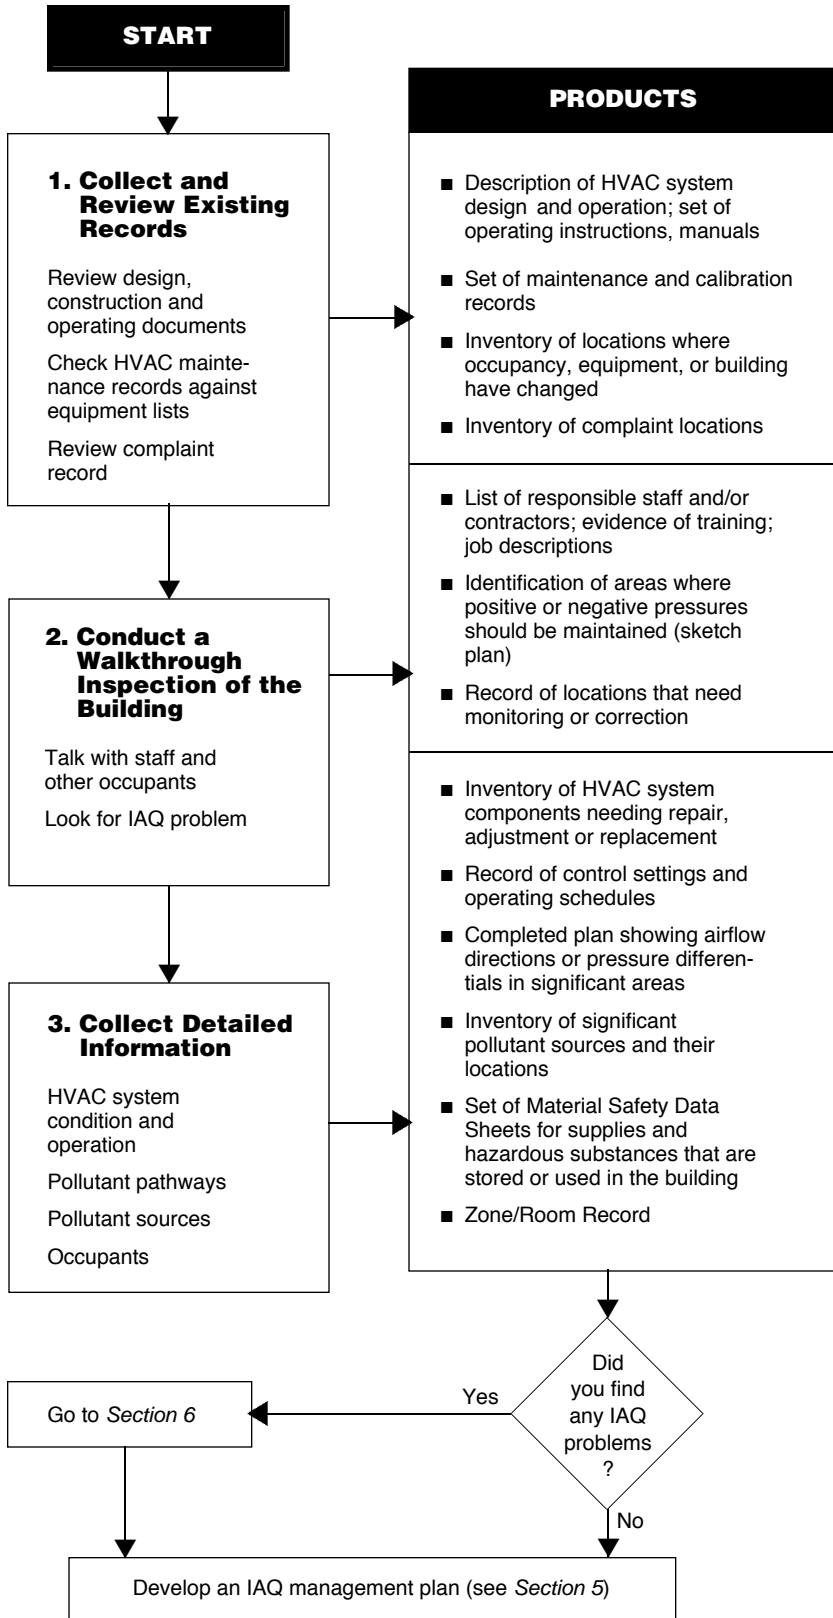 START
1. Collect and
Review Existing
Records
Review design,
construction and
operating documents
Check HVAC mainte-
nance records against
equipment lists
Review complaint
record
2. Conduct a
Walkthrough
Inspection of the
Building
Talk with staff and
other occupants
Look for IAQ problem
3. Collect Detailed
Information
HVAC system
condition and
operation
Pollutant pathways
Pollutant sources
Occupants
PRODUCTS
■ Description of HVAC system
design and operation; set of
operating instructions, manuals
■ Set of maintenance and calibration
records
■ Inventory of locations where
occupancy, equipment, or building
have changed
■ Inventory of complaint locations
■ List of responsible staff and/or
contractors; evidence of training;
job descriptions
■ Identification of areas where
positive or negative pressures
should be maintained (sketch
plan)
■ Record of locations that need
monitoring or correction
■ Inventory of HVAC system
components needing repair,
adjustment or replacement
■ Record of control settings and
operating schedules
■ Completed plan showing airflow
directions or pressure differen-
tials in significant areas
■ Inventory of significant
pollutant sources and their
locations
■ Set of Material Safety Data
Sheets for supplies and
hazardous substances that are
stored or used in the building
■ Zone/Room Record
Did
you find
any IAQ
problems
?
Yes
Go to Section 6
No
Develop an IAQ management plan (see Section 5)